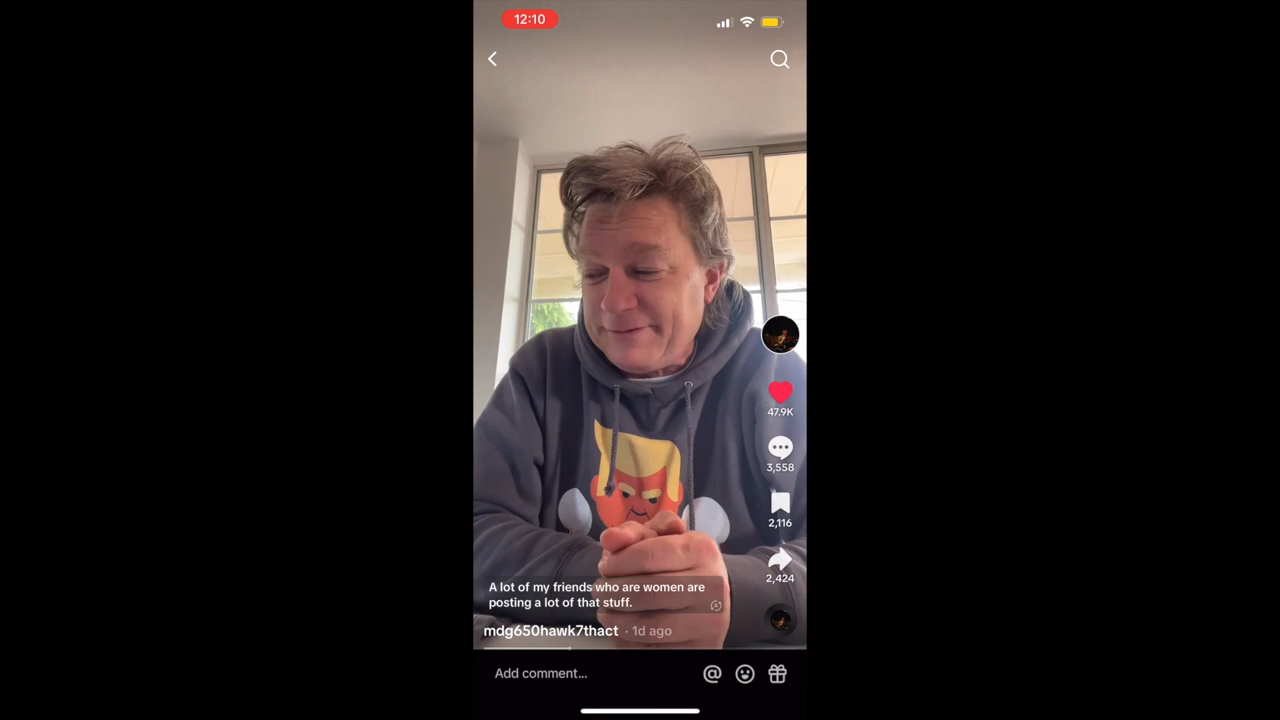 12:10
47.9K
3,558
2,116
2,424
A lot of my friends who are women are
posting a lot of that stuff.
mdg650hawk7thact · 1d ago
Add comment...
@